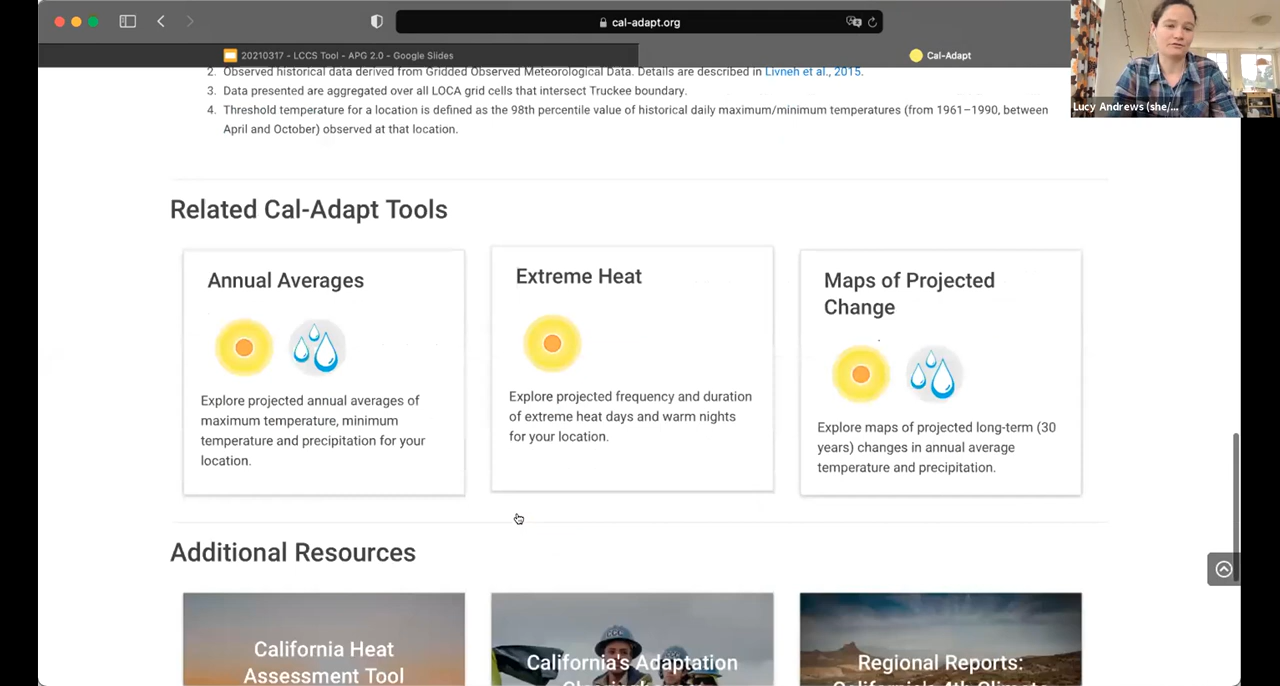 cal-adapt.org
20210317 - LCCS Tool - APG 2.0 - Google Slides
Cal-Adapt
2. Observed historical data derived from Gridded Observed Meteorological Data. Details are described in Livneh et al., 2015.
3. Data presented are aggregated over all LOCA grid cells that intersect Truckee boundary.
4. Threshold temperature for a location is defined as the 98th percentile value of historical daily maximum/minimum temperatures (from 1961–1990, between
April and October) observed at that location.
Lucy Andrews (she/...
Related Cal-Adapt Tools
Annual Averages
Explore projected annual averages of
maximum temperature, minimum
temperature and precipitation for your
location.
Extreme Heat
Explore projected frequency and duration
of extreme heat days and warm nights
for your location.
Maps of Projected
Change
Explore maps of projected long-term (30
years) changes in annual average
temperature and precipitation.
Additional Resources
California Heat
Assessment Tool
California's Adaptation
Regional Reports:
California's 4th Climate